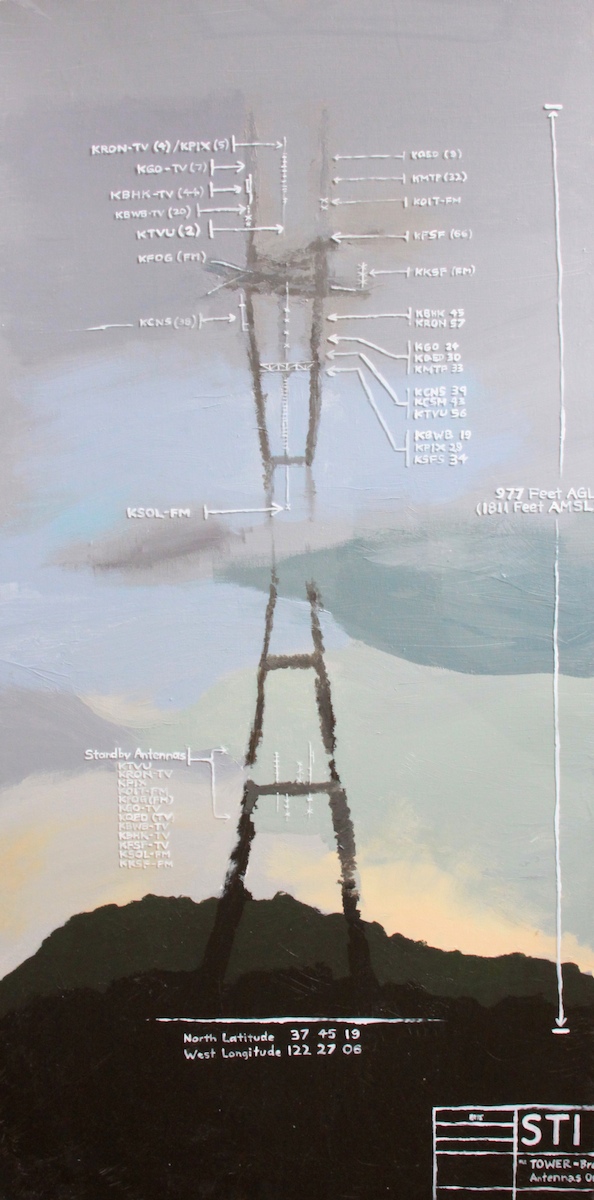 KRON-TV (4)/KPIX (5)
KGO-TV (7)
KBHK-TV (44)
KBWB-TV (20)
KTVU (2)
KFOG (FM)
KCNS (38)
KSOL-FM
KQED (9)
KMTP (32)
KOIT-FM
KFSF (66)
KKSF (FM)
KBHK 45
KRON 57
KGO 24
KQED 30
KMTP 33
KCNS 39
KCSM 43
KTVU 56
KBWB 19
KPIX 29
KSFS 34
977 Feet AGL
(1811 Feet AMSL
Standby Antennas
KTVU
KRON-TV
KPIX
KOIT-FM
KFOG (FM)
KGO-TV
KQED (TV)
KBWB-TV
KBHK-TV
KFSF-TV
KSOL-FM
KKSF-FM
North Latitude 37 45 19
West Longitude 122 27 06
STI
TOWER-Bro
Antennas